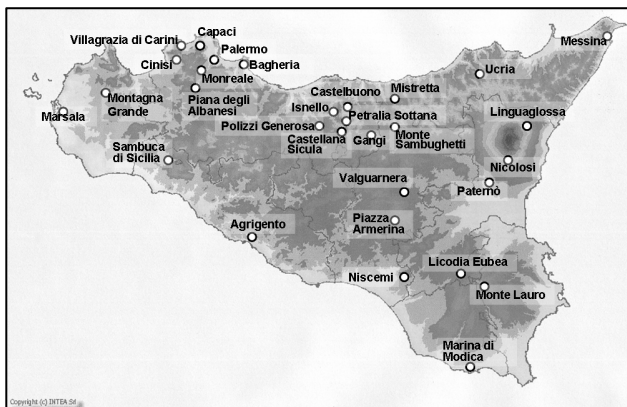 Villagrazia di Carini
Capaci
Messina
Palermo
Cinisi
Bagheria
Monreale
Ucria
Castelbuono
Mistretta
Montagna
Grande
Piana degli
Albanesi
Isnello
Marsala
Petralia Sottana
Linguaglossa
Polizzi Generosa
Castellana
Sicula
Gangi
Monte
Sambughetti
Sambuca
di Sicilia
Nicolosi
Valguarnera
Paternò
Agrigento
Piazza
Armerina
Licodia Eubea
Niscemi
Monte Lauro
Marina di
Modica
Copyright (c) INTEA Srl